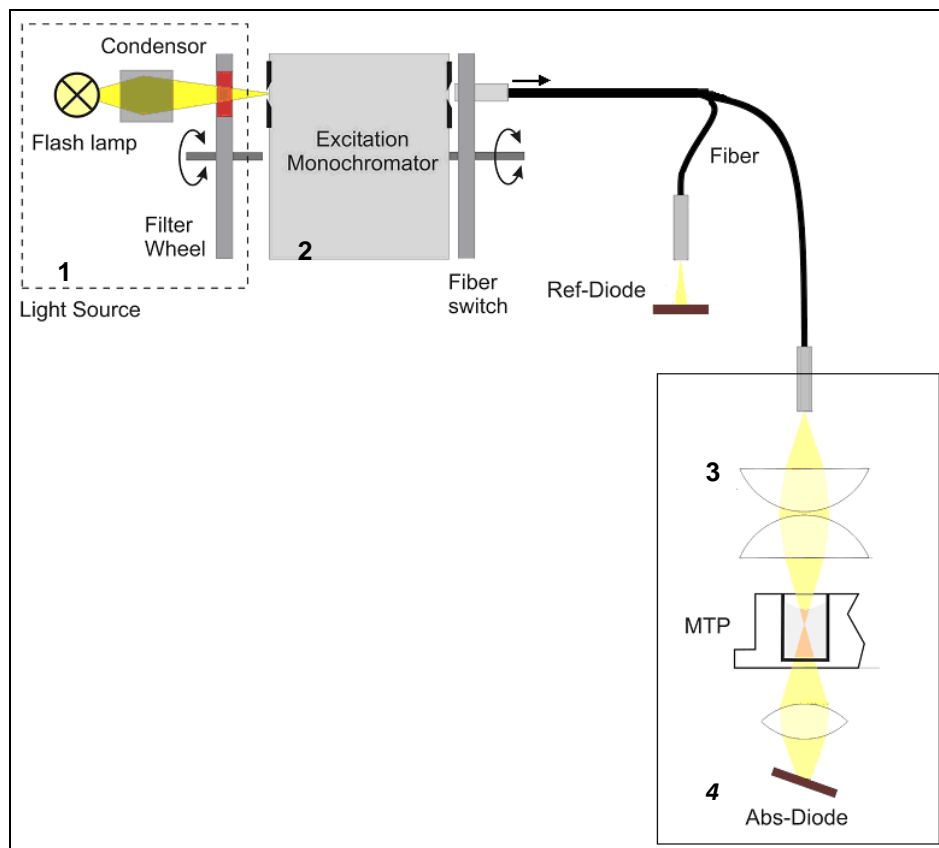 Condensor
Flash lamp
Excitation
Monochromator
Fiber
Filter
Wheel
1
2
Light Source
Fiber
switch
Ref-Diode
3
MTP
4
Abs-Diode